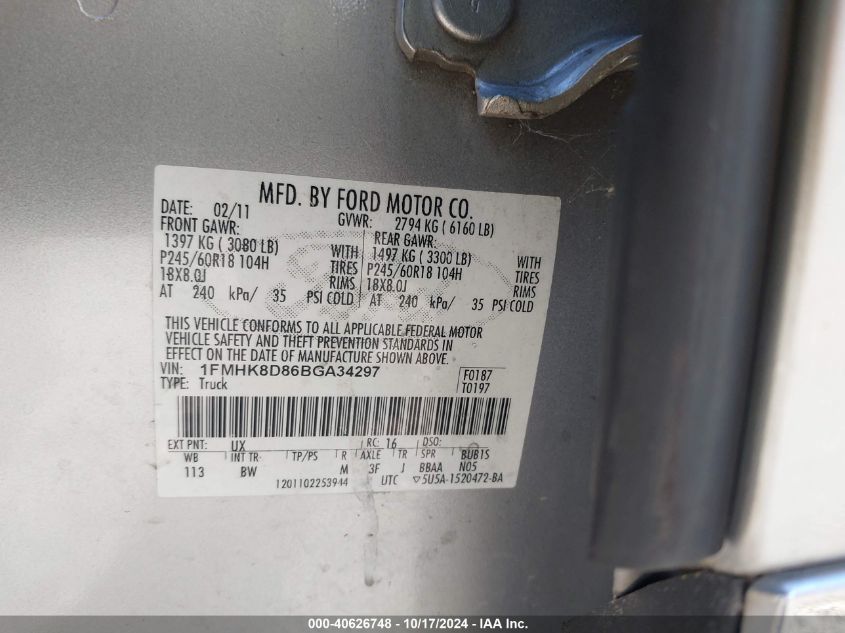 MFD. BY FORD MOTOR CO.
DATE: 02/11 GVWR: 2794 KG ( 6160 LB)
FRONT GAWR: REAR GAWR:
1397 KG ( 3080 LB) WITH 1497 KG ( 3300 LB) WITH
P245/60R18 104H TIRES P245/60R18 104H TIRES
18X8.0J RIMS 18X8.0J RIMS
AT 240 kPa/ 35 PSI COLD AT 240 kPa/ 35 PSI COLD
THIS VEHICLE CONFORMS TO ALL APPLICABLE FEDERAL MOTOR
VEHICLE SAFETY AND THEFT PREVENTION STANDARDS IN
EFFECT ON THE DATE OF MANUFACTURE SHOWN ABOVE.
VIN: 1FMHK8D86BGA34297 F0187
TYPE: Truck T0197
EXT PNT: UX RC: 16 DSO:
WB INT TR TP/PS R AXLE TR SPR BUB1S
113 BW M 3F J BBAA N05
1201102253944 UTC ▽5U5A-1520472-BA
000-40626748 - 10/17/2024 - IAA Inc.